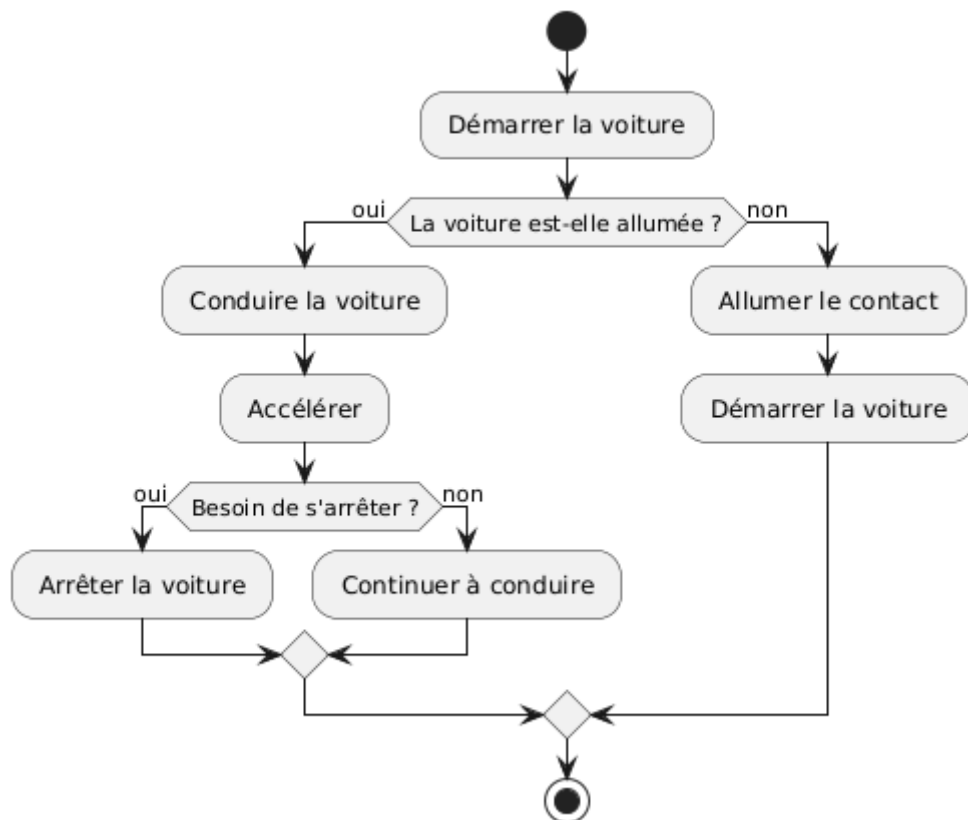 Démarrer la voiture
oui
La voiture est-elle allumée ?
non
Conduire la voiture
Allumer le contact
Accélérer
Démarrer la voiture
oui
Besoin de s'arrêter ?
non
Arrêter la voiture
Continuer à conduire